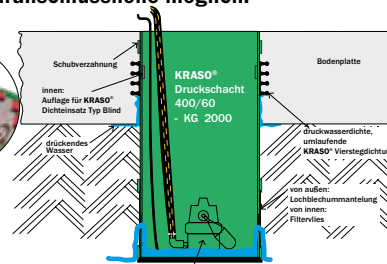 Schubverzahnung
innen:
Auflage für KRASO®
Dichteinsatz Typ Blind
drückendes
Wasser
KRASO®
Druckschacht
400/60
- KG 2000
Bodenplatte
druckwasserdichte,
umlaufende
KRASO® Vierstegdichtu
von außen:
Lochblechummantelung
von innen:
Filtervlies